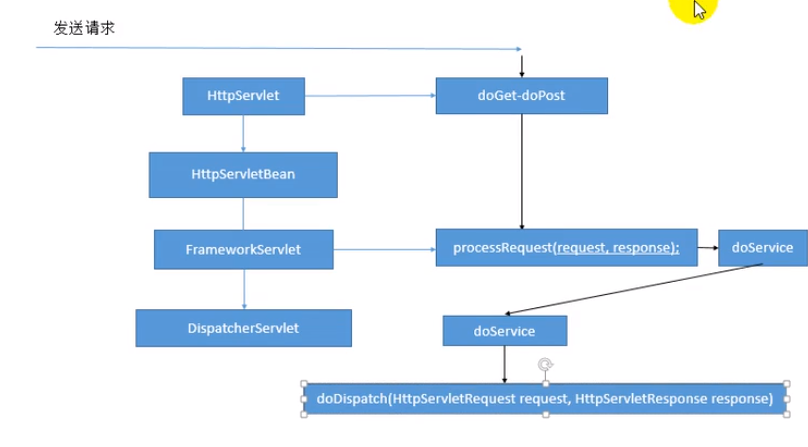 发送请求
HttpServlet
doGet-doPost
HttpServletBean
FrameworkServlet
processRequest(request, response);
doService
DispatcherServlet
doService
doDispatch(HttpServletRequest request, HttpServletResponse response)